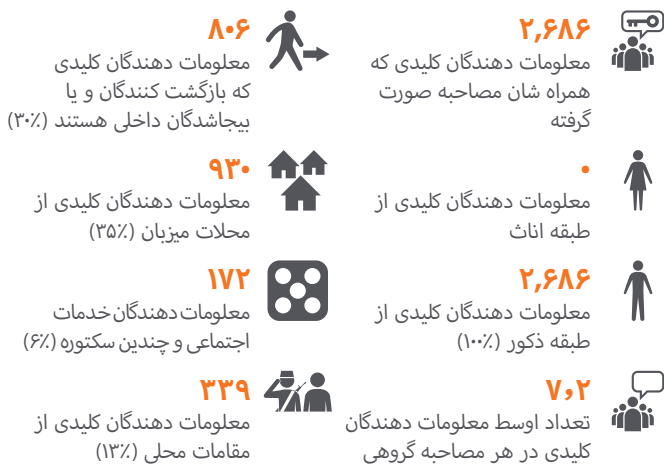 ۲,۶۸۶
معلومات دهندگان کلیدی که
همراه شان مصاحبه صورت
گرفته
۰
معلومات دهندگان کلیدی از
طبقه اناث
۲,۶۸۶
معلومات دهندگان کلیدی از
طبقه ذکور (۱۰۰٪)
۷,۰۲
تعداد اوسط معلومات دهندگان
کلیدی در هر مصاحبه گروهی
۸۰۶
معلومات دهندگان کلیدی
که بازگشت کنندگان و یا
بیجاشدگان داخلی هستند (۳۰٪)
۹۳۰
معلومات دهندگان کلیدی از
محلات میزبان (۳۵٪)
۱۷۲
معلومات دهندگان خدمات
اجتماعی و چندین سکتوره (۶٪)
۳۳۹
معلومات دهندگان کلیدی از
مقامات محلی (۱۳٪)